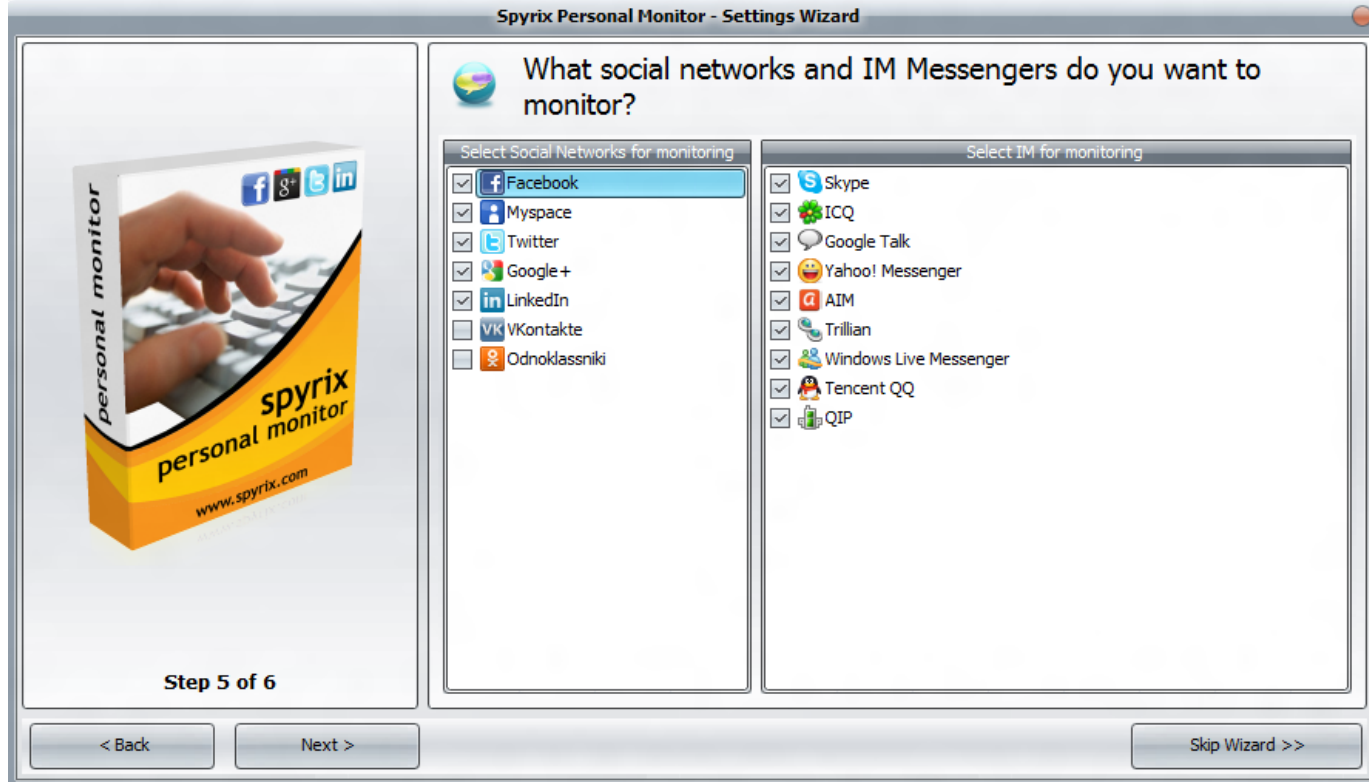 Spyrix Personal Monitor - Settings Wizard
What social networks and IM Messengers do you want to
monitor?
personal monitor
f g+ t in
spyrix
personal monitor
www.spyrix.com
Step 5 of 6
Select Social Networks for monitoring
Facebook
Myspace
Twitter
Google+
in LinkedIn
VK VKontakte
Odnoklassniki
Select IM for monitoring
Skype
ICQ
Google Talk
Yahoo! Messenger
AIM
Trillian
Windows Live Messenger
Tencent QQ
QIP
< Back
Next >
Skip Wizard >>